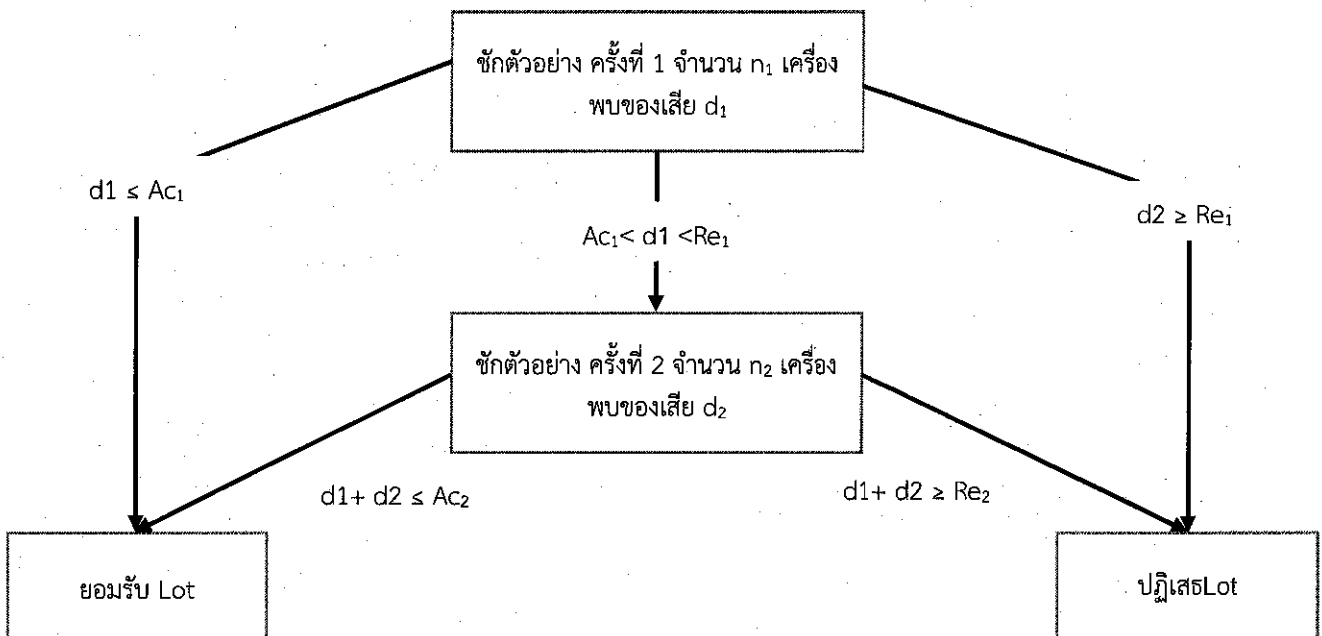 ชักตัวอย่าง ครั้งที่ 1 จำนวน n₁ เครื่อง
พบของเสีย d₁
d1 ≤ Ac₁
d2 ≥ Re₁
Ac₁< d1 <Re₁
ชักตัวอย่าง ครั้งที่ 2 จำนวน n₂ เครื่อง
พบของเสีย d₂
d1+ d2 ≤ Ac₂
d1+ d2 ≥ Re₂
ยอมรับ Lot
ปฏิเสธLot